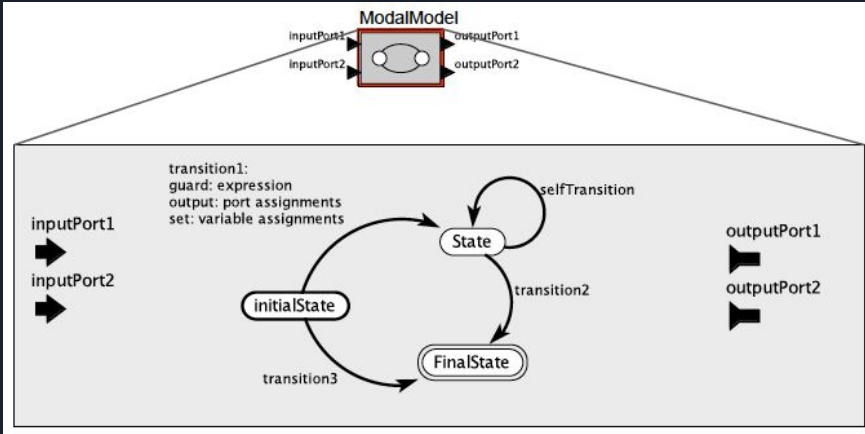 ModalModel
inputPort1
outputPort1
inputPort2
outputPort2
transition1:
guard: expression
output: port assignments
set: variable assignments
selfTransition
inputPort1
State
outputPort1
inputPort2
transition2
outputPort2
initialState
FinalState
transition3